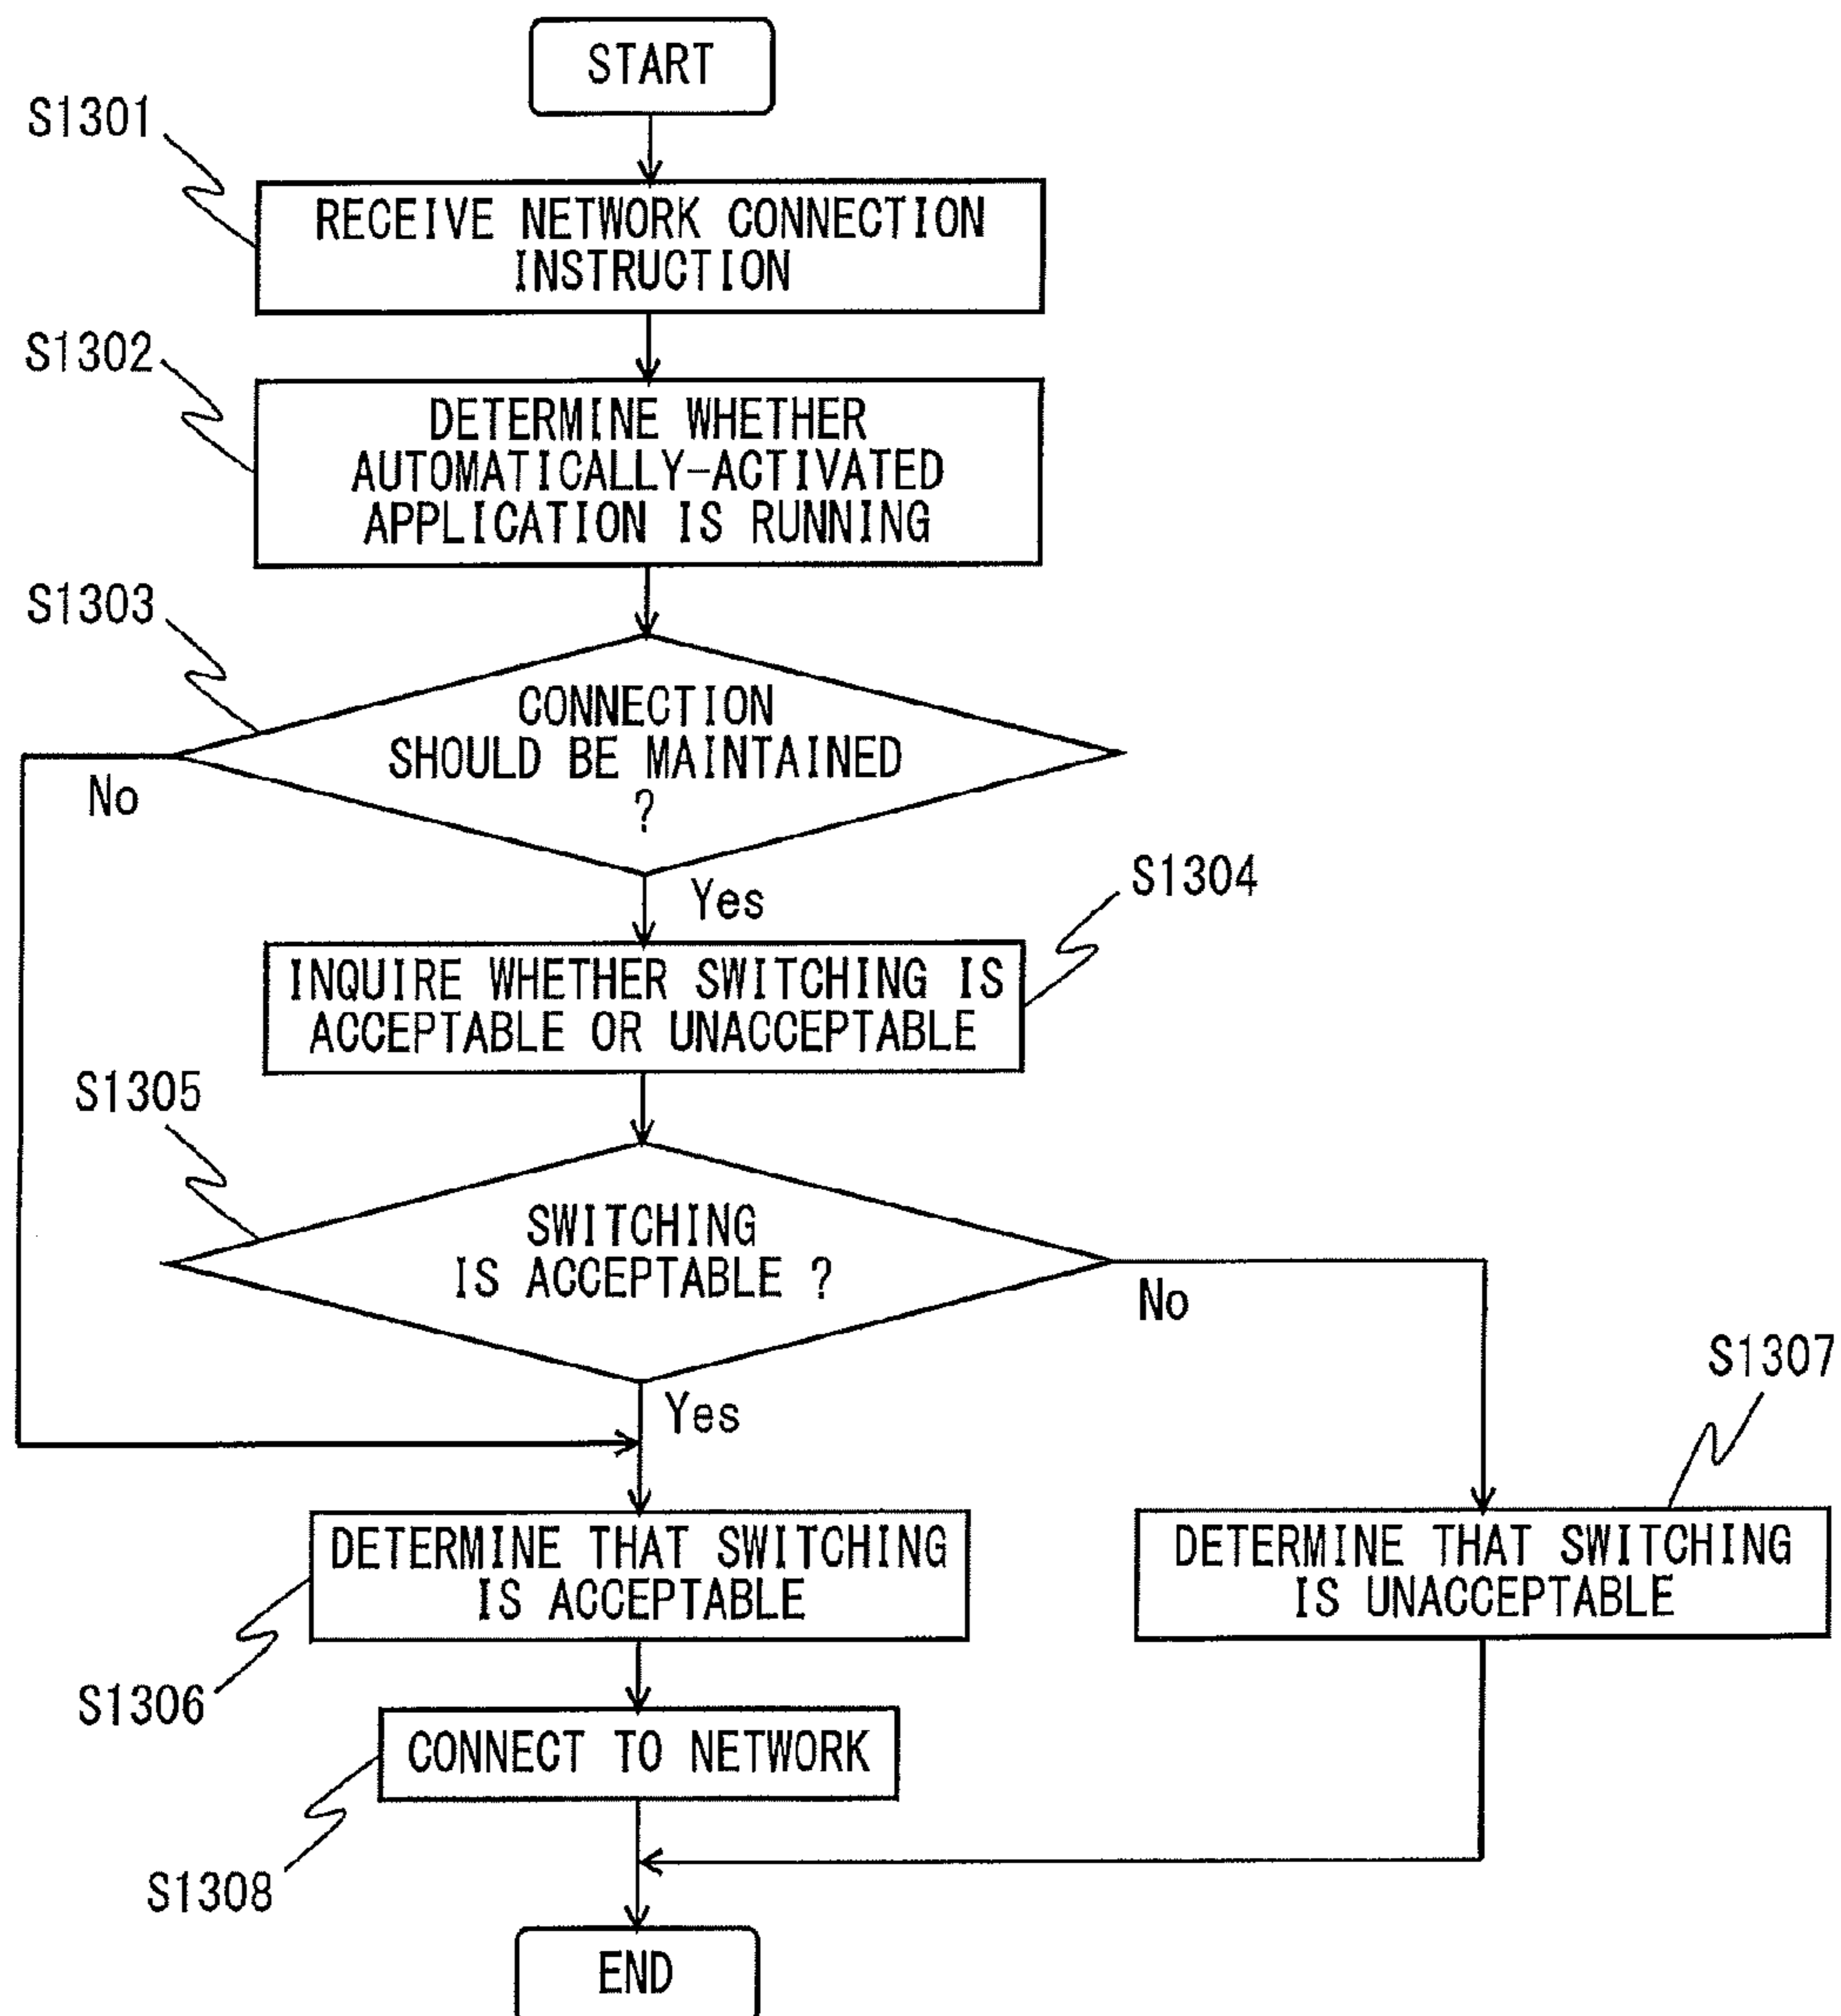 START
S1301
RECEIVE NETWORK CONNECTION
INSTRUCTION
S1302
DETERMINE WHETHER
AUTOMATICALLY-ACTIVATED
APPLICATION IS RUNNING
S1303
CONNECTION
SHOULD BE MAINTAINED
?
No
Yes
S1304
INQUIRE WHETHER SWITCHING IS
ACCEPTABLE OR UNACCEPTABLE
S1305
SWITCHING
IS ACCEPTABLE ?
No
Yes
S1307
DETERMINE THAT SWITCHING
IS ACCEPTABLE
DETERMINE THAT SWITCHING
IS UNACCEPTABLE
S1306
CONNECT TO NETWORK
S1308
END